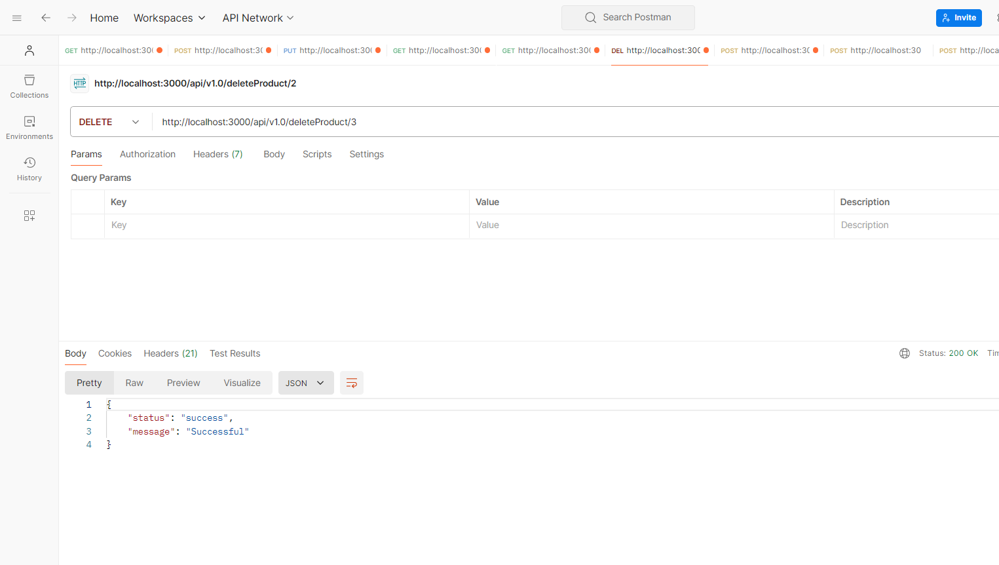 Home Workspaces API Network Search Postman Invite
GET http://localhost:300 POST http://localhost:30 PUT http://localhost:300 GET http://localhost:300 GET http://localhost:300 DEL http://localhost:300 POST http://localhost:30 POST http://localhost:30 POST http://loca
HTTP http://localhost:3000/api/v1.0/deleteProduct/2
Collections
DELETE http://localhost:3000/api/v1.0/deleteProduct/3
Environments
Params Authorization Headers (7) Body Scripts Settings
History
Query Params
Key Value Description
Key Value Description
Body Cookies Headers (21) Test Results Status: 200 OK Tim
Pretty Raw Preview Visualize JSON
1 {
2 "status": "success",
3 "message": "Successful"
4 }